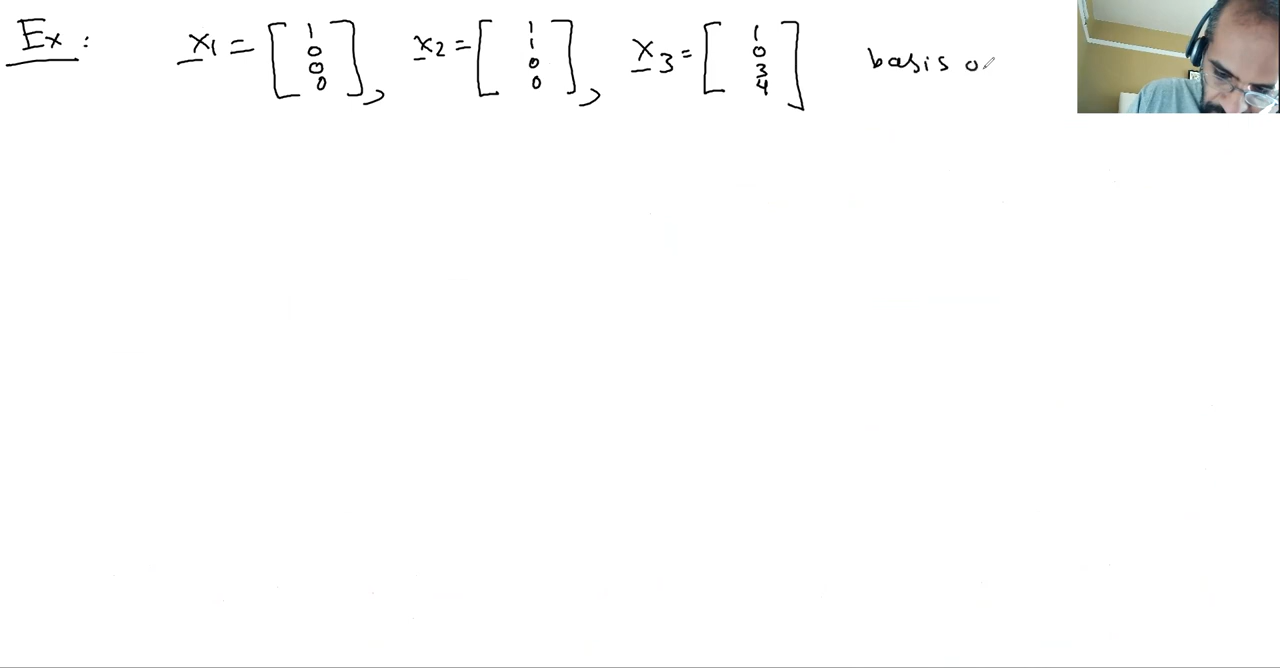 Ex: x1 = [1 0 0 0], x2 = [1 1 0 0], x3 = [1 0 3 4] basis o